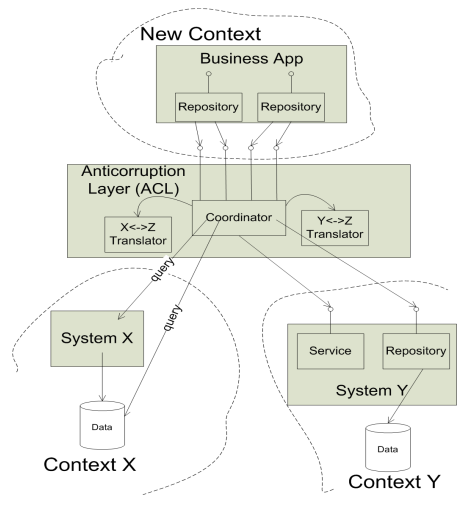 New Context
Business App
Repository
Repository
Anticorruption
Layer (ACL)
Coordinator
X<->Z
Translator
Y<->Z
Translator
query
query
System X
Service
Repository
System Y
Data
Data
Context X
Context Y